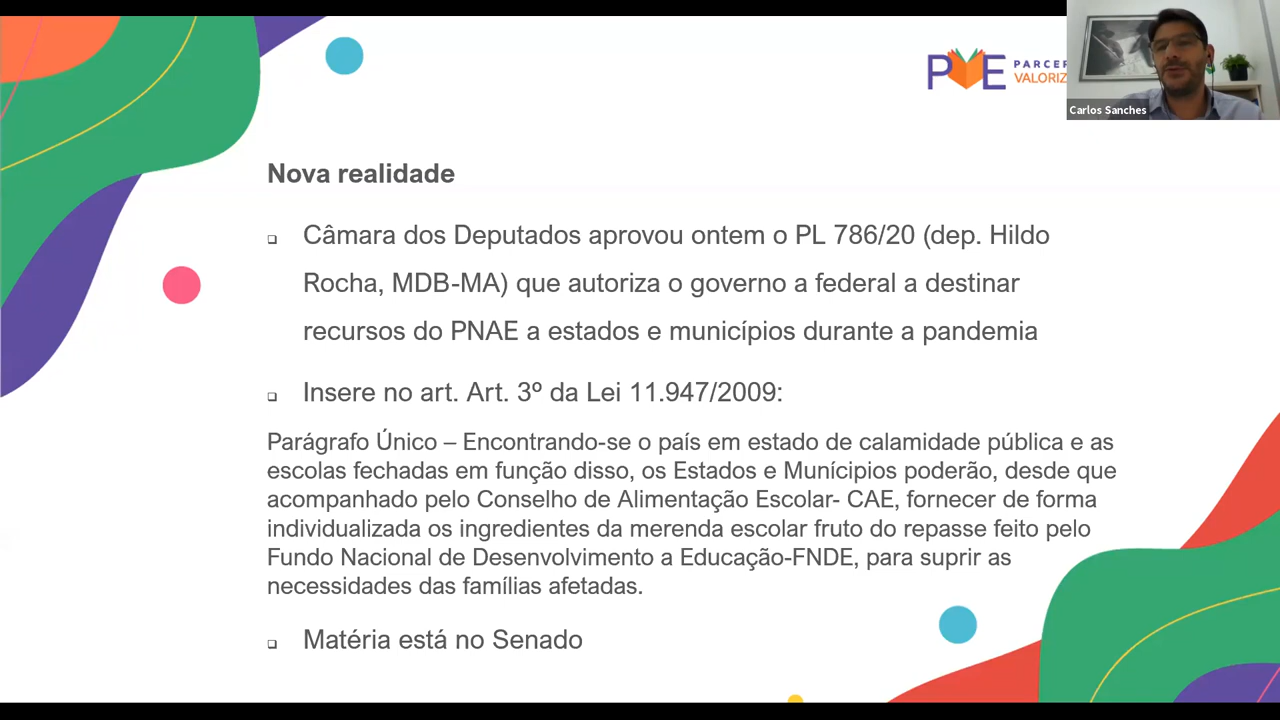 PVE PARCER
VALORIZ
Carlos Sanches
Nova realidade
❑ Câmara dos Deputados aprovou ontem o PL 786/20 (dep. Hildo
Rocha, MDB-MA) que autoriza o governo a federal a destinar
recursos do PNAE a estados e municípios durante a pandemia
❑ Insere no art. Art. 3º da Lei 11.947/2009:
Parágrafo Único – Encontrando-se o país em estado de calamidade pública e as
escolas fechadas em função disso, os Estados e Munícipios poderão, desde que
acompanhado pelo Conselho de Alimentação Escolar- CAE, fornecer de forma
individualizada os ingredientes da merenda escolar fruto do repasse feito pelo
Fundo Nacional de Desenvolvimento a Educação-FNDE, para suprir as
necessidades das famílias afetadas.
❑ Matéria está no Senado